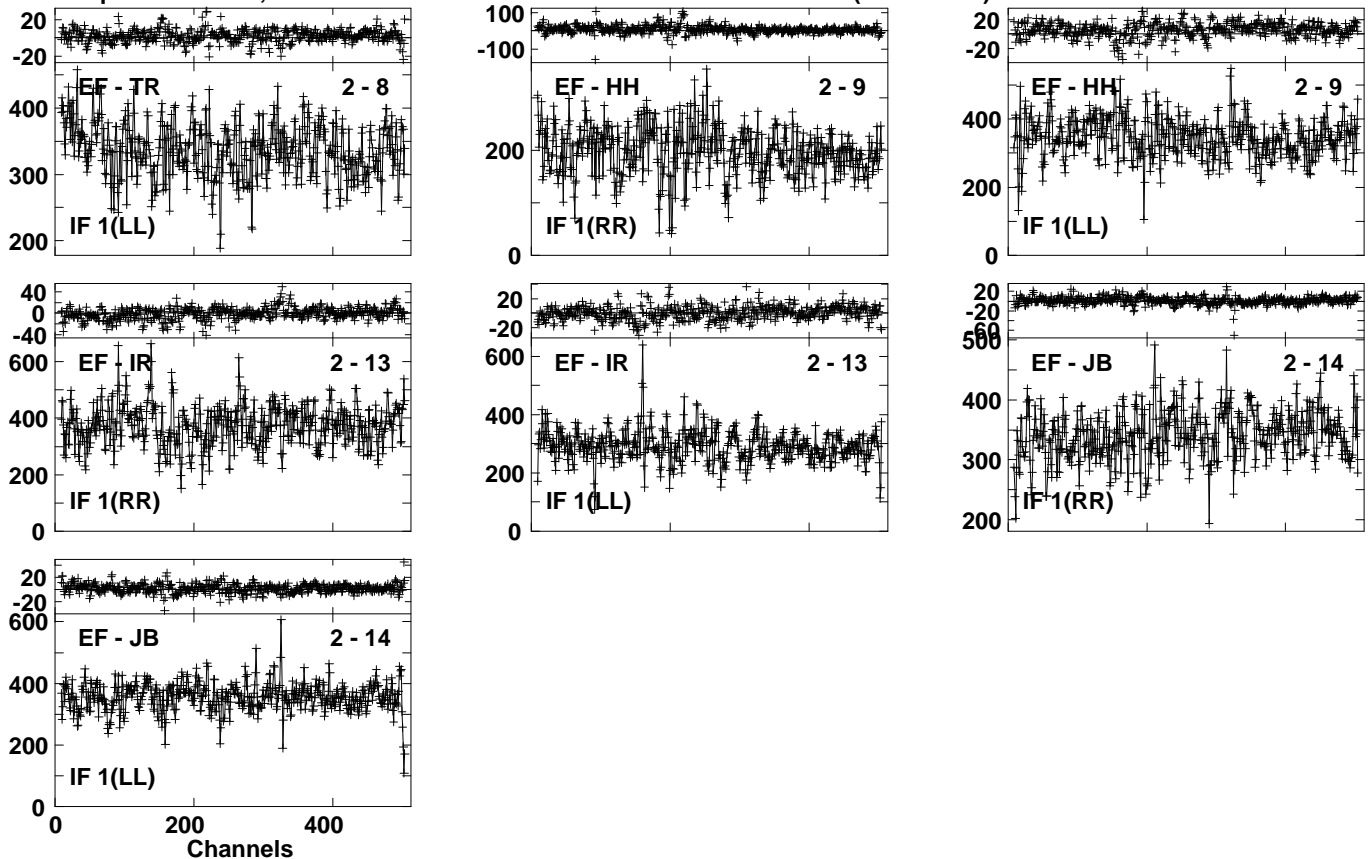 20
-20
EF - TR 2 - 8
400
300
200
IF 1(LL)
100
-100
EF - HH 2 - 9
200
0
IF 1(RR)
20
-20
EF - HH 2 - 9
400
200
0
IF 1(LL)
40
0
-40
EF - IR 2 - 13
600
400
200
0
IF 1(RR)
20
-20
EF - IR 2 - 13
600
400
200
0
IF 1(LL)
20
-20
-60
EF - JB 2 - 14
500
400
300
200
IF 1(RR)
20
-20
EF - JB 2 - 14
600
400
200
0
IF 1(LL)
0 200 400
Channels